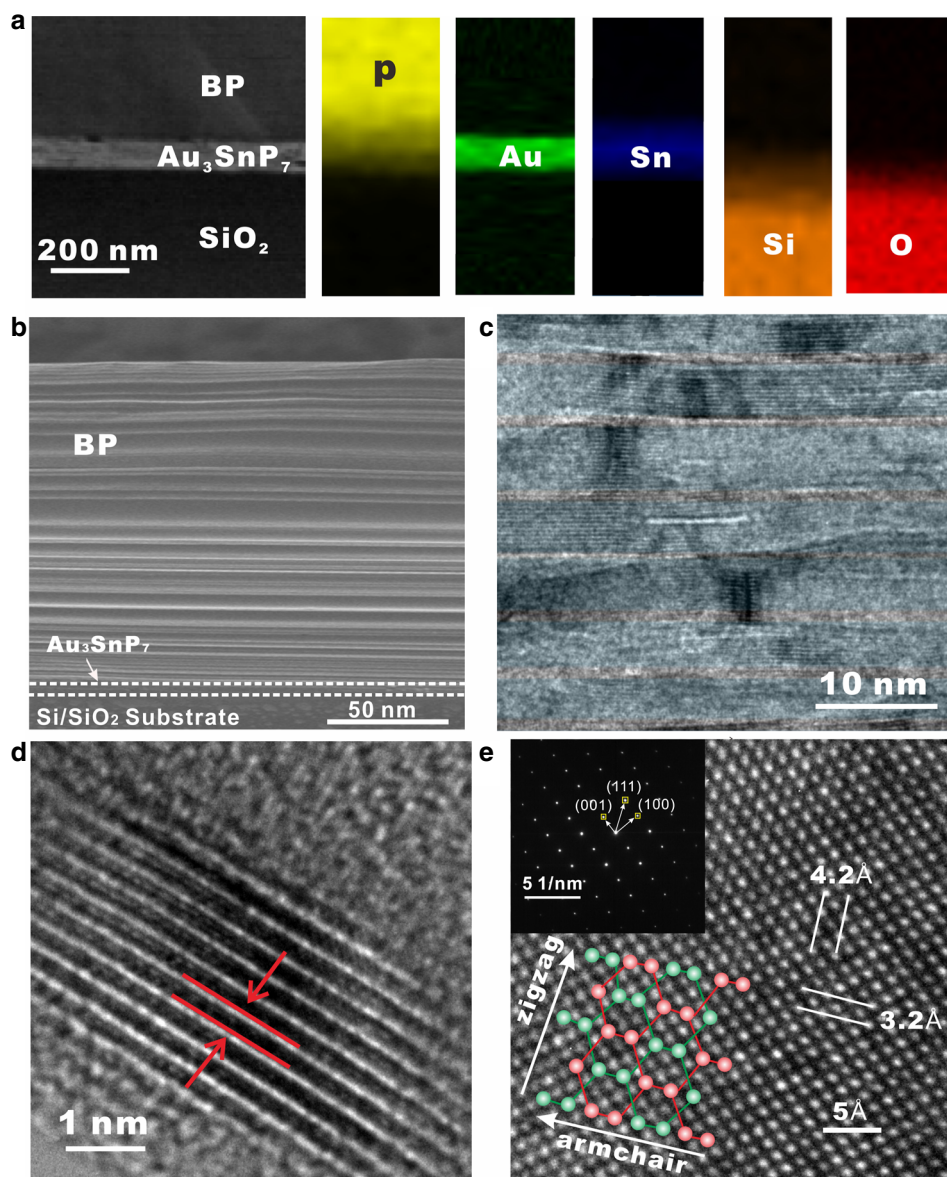 a
BP
Au₃SnP₇
SiO₂
200 nm
p
Au
Sn
Si
O
b
BP
Au₃SnP₇
Si/SiO₂ Substrate
50 nm
c
10 nm
d
1 nm
e
(111)
(001)
(100)
5 1/nm
4.2Å
3.2Å
zigzag
armchair
5Å